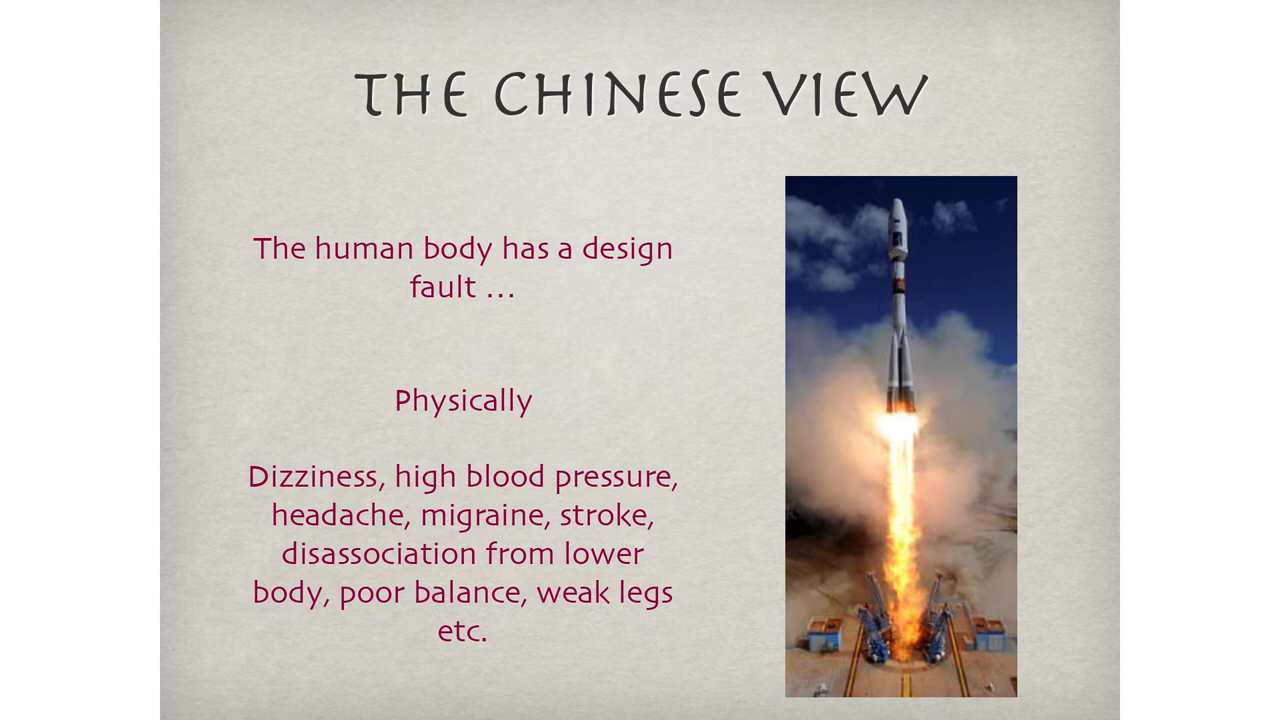 THE CHINESE VIEW
The human body has a design
fault ...
Physically
Dizziness, high blood pressure,
headache, migraine, stroke,
disassociation from lower
body, poor balance, weak legs
etc.